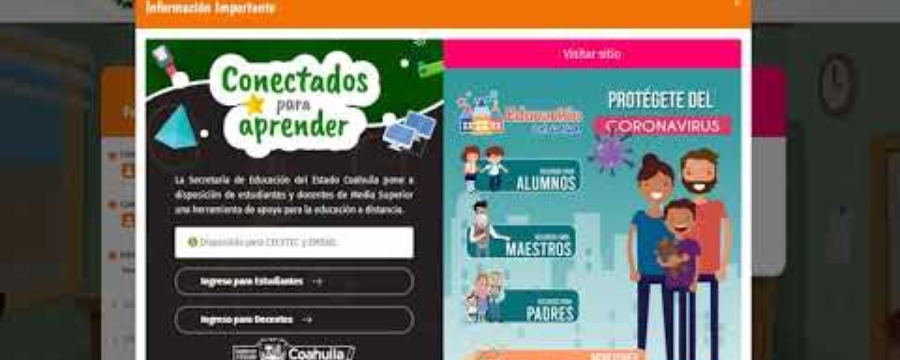 Información Importante
Conectados
para
aprender
La Secretaría de Educación del Estado Coahuila pone a
disposición de estudiantes y docentes de Media Superior
una herramienta de apoyo para la educación a distancia.
Disponible para CECYTEC y EMSAD.
Ingreso para Estudiantes
Ingreso para Docentes
Coahuila
Visitar sitio
Educación
PROTÉGETE DEL
CORONAVIRUS
ALUMNOS
MAESTROS
PADRES